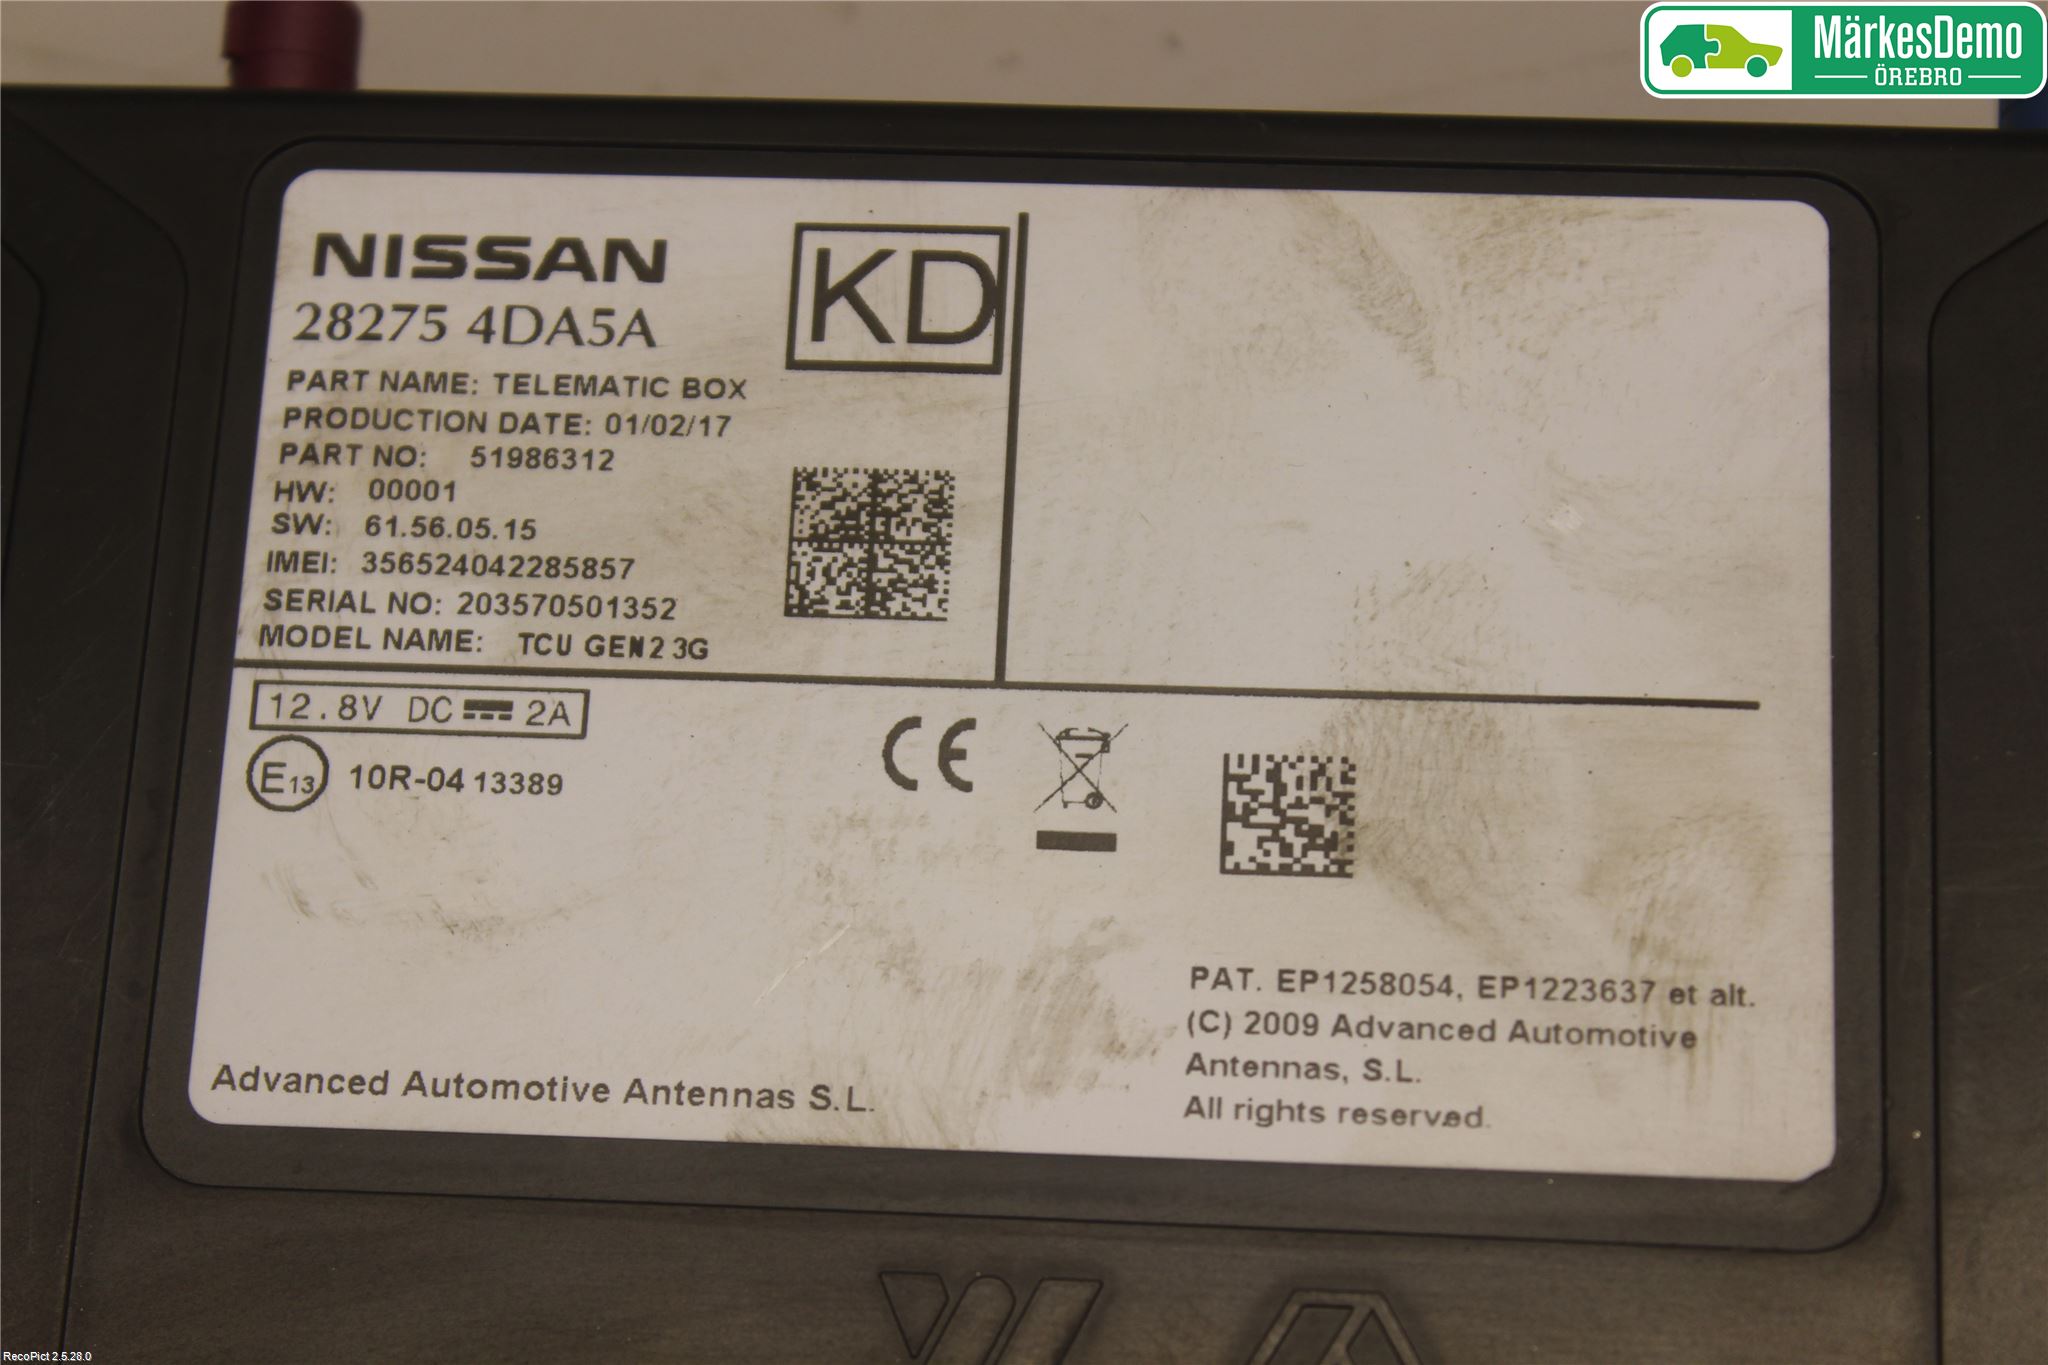 MärkesDemo
ÖREBRO
NISSAN
KD
28275 4DA5A
PART NAME: TELEMATIC BOX
PRODUCTION DATE: 01/02/17
PART NO: 51986312
HW: 00001
SW: 61.56.05.15
IMEI: 356524042285857
SERIAL NO: 203570501352
MODEL NAME: TCU GEN2 3G
12.8V DC 2A
E13 10R-04 13389
CE
PAT. EP1258054, EP1223637 et alt.
(C) 2009 Advanced Automotive
Antennas, S.L.
All rights reserved.
Advanced Automotive Antennas S.L.
RecoPict 2.5.28.0